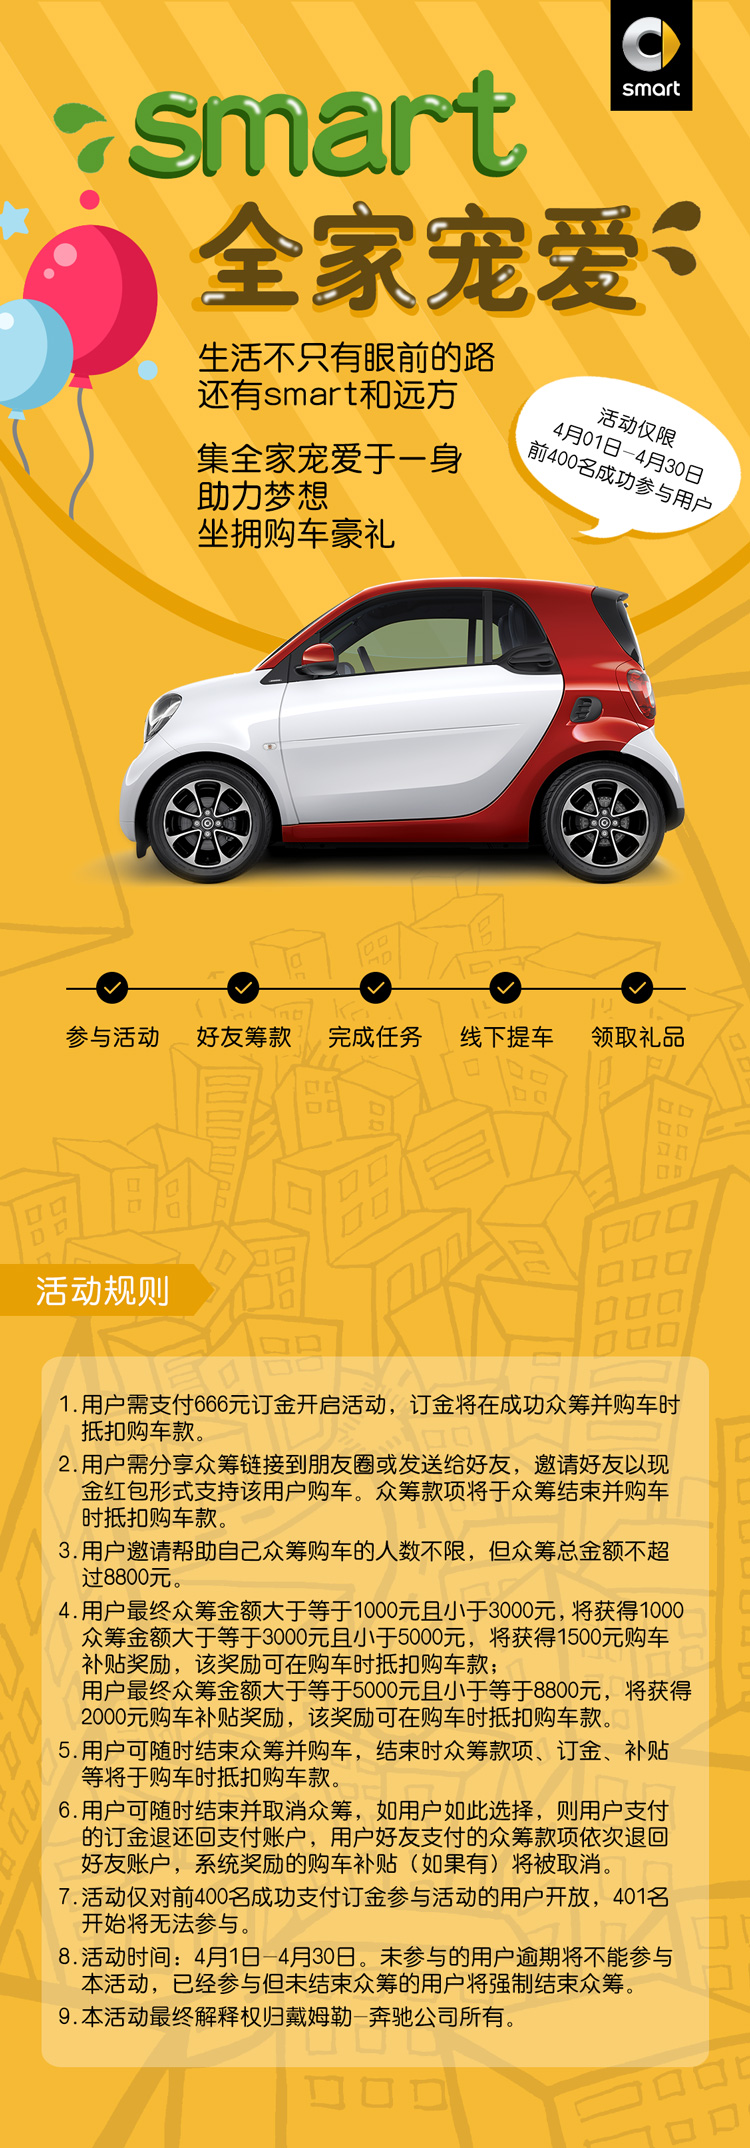 smart
smart
全家宠爱
生活不只有眼前的路
还有smart和远方
活动仅限
4月01日-4月30日
前400名成功参与用户
集全家宠爱于一身
助力梦想
坐拥购车豪礼
参与活动 好友筹款 完成任务 线下提车 领取礼品
活动规则
1.用户需支付666元订金开启活动，订金将在成功众筹并购车时
抵扣购车款。
2.用户需分享众筹链接到朋友圈或发送给好友，邀请好友以现
金红包形式支持该用户购车。众筹款项将于众筹结束并购车
时抵扣购车款。
3.用户邀请帮助自己众筹购车的人数不限，但众筹总金额不超
过8800元。
4.用户最终众筹金额大于等于1000元且小于3000元，将获得1000
众筹金额大于等于3000元且小于5000元，将获得1500元购车
补贴奖励，该奖励可在购车时抵扣购车款；
用户最终众筹金额大于等于5000元且小于等于8800元，将获得
2000元购车补贴奖励，该奖励可在购车时抵扣购车款。
5.用户可随时结束众筹并购车，结束时众筹款项、订金、补贴
等将于购车时抵扣购车款。
6.用户可随时结束并取消众筹，如用户如此选择，则用户支付
的订金退还回支付账户，用户好友支付的众筹款项依次退回
好友账户，系统奖励的购车补贴（如果有）将被取消。
7.活动仅对前400名成功支付订金参与活动的用户开放，401名
开始将无法参与。
8.活动时间：4月1日-4月30日。未参与的用户逾期将不能参与
本活动，已经参与但未结束众筹的用户将强制结束众筹。
9.本活动最终解释权归戴姆勒-奔驰公司所有。